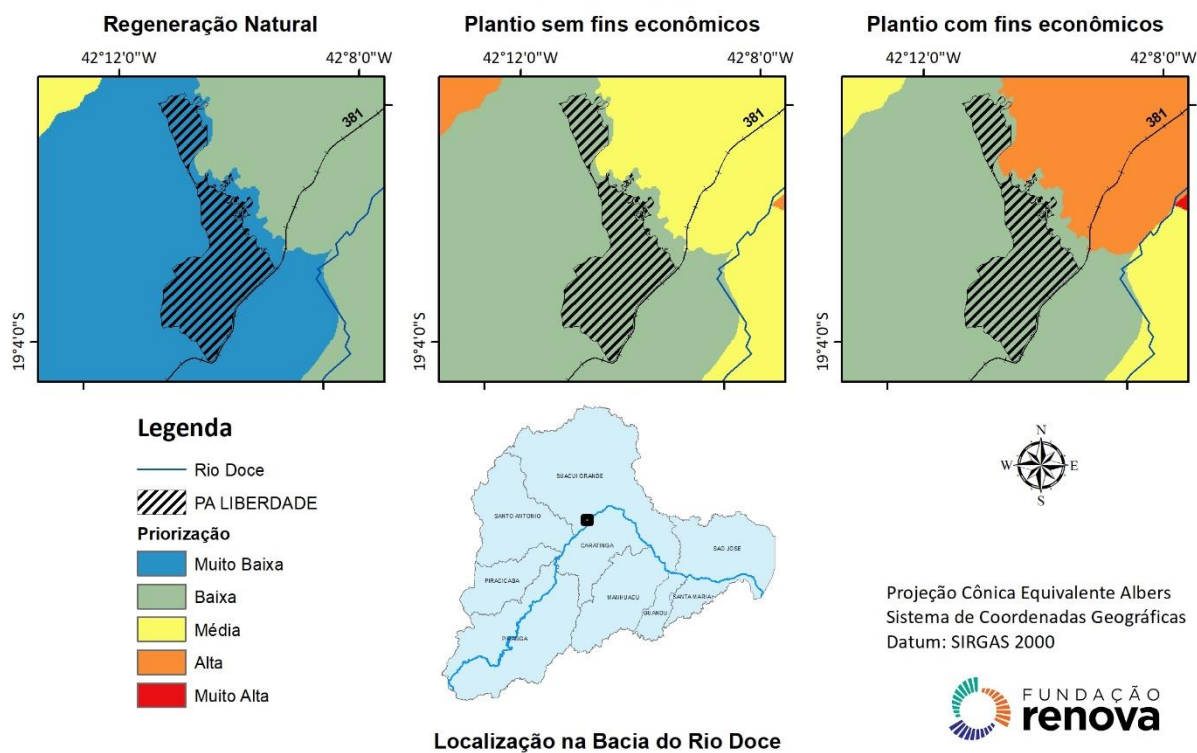 Regeneração Natural
42°12'0"W
42°8'0"W
381
19°4'0"S
Plantio sem fins econômicos
42°12'0"W
42°8'0"W
381
19°4'0"S
Plantio com fins econômicos
42°12'0"W
42°8'0"W
381
19°4'0"S
Legenda
Rio Doce
PA LIBERDADE
Priorização
Muito Baixa
Baixa
Média
Alta
Muito Alta
SUACUI GRANDE
SANTO ANTONIO
CARATINGA
SAO JOSE
PIRACICABA
MANHUACU
SANTA MARIA
GUANDU
PIRANGA
Localização na Bacia do Rio Doce
N
W
E
S
Projeção Cônica Equivalente Albers
Sistema de Coordenadas Geográficas
Datum: SIRGAS 2000
FUNDAÇÃO
renova